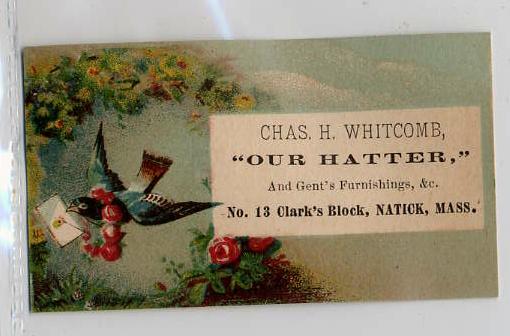 CHAS. H. WHITCOMB,
"OUR HATTER,"
And Gent's Furnishings, &c.
No. 13 Clark's Block, NATICK, MASS.